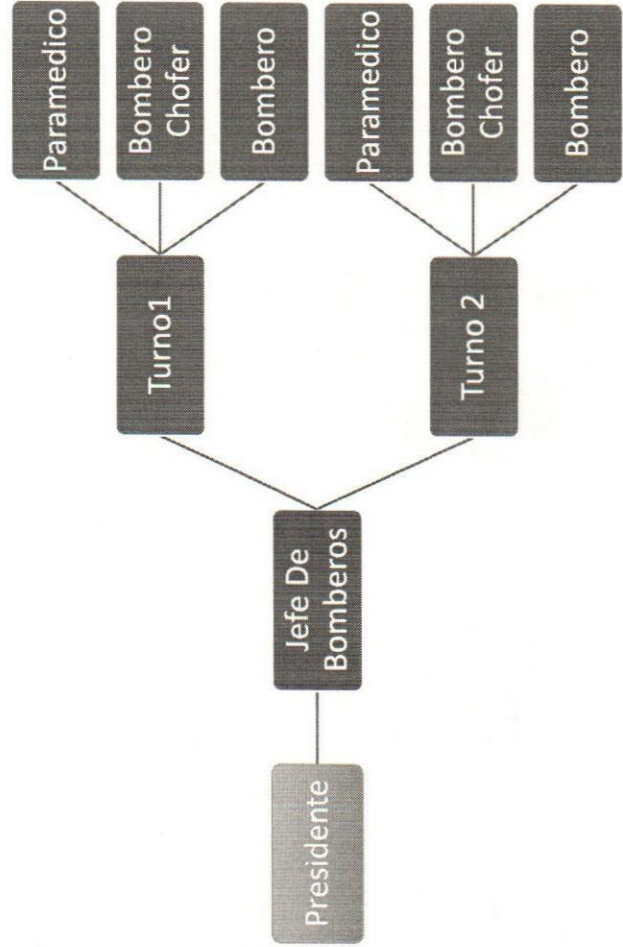 Presidente
Jefe De
Bomberos
Turno1
Paramedico
Bombero
Chofer
Bombero
Turno 2
Paramedico
Bombero
Chofer
Bombero